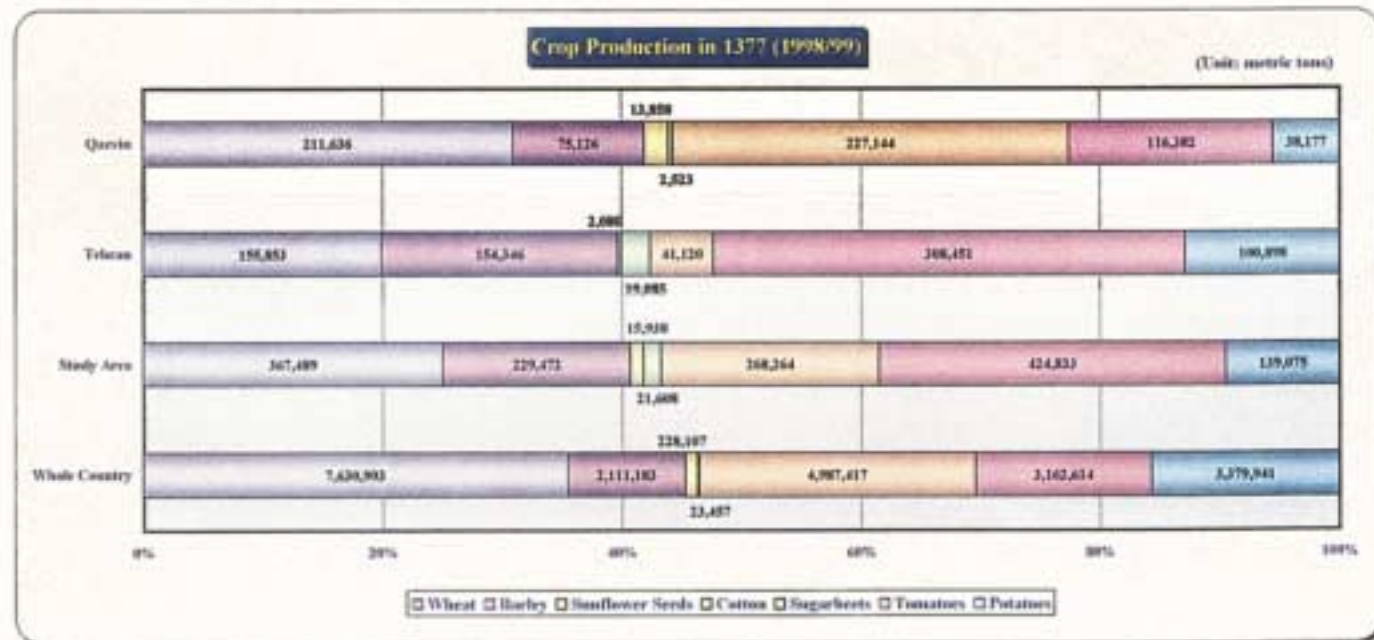 Crop Production in 1377 (1998/99)
(Unit: metric tons)
13,858
Qazvin 211,636 75,126 227,144 116,382 38,177
2,523
2,080
Tehran 155,853 154,346 41,120 308,451 100,898
19,085
15,938
Study Area 367,489 229,472 268,264 424,833 139,075
21,608
228,107
Whole Country 7,630,903 2,111,183 4,987,417 3,162,614 3,379,941
23,457
0% 20% 40% 60% 80% 100%
Wheat Barley Sunflower Seeds Cotton Sugarbeets Tomatoes Potatoes